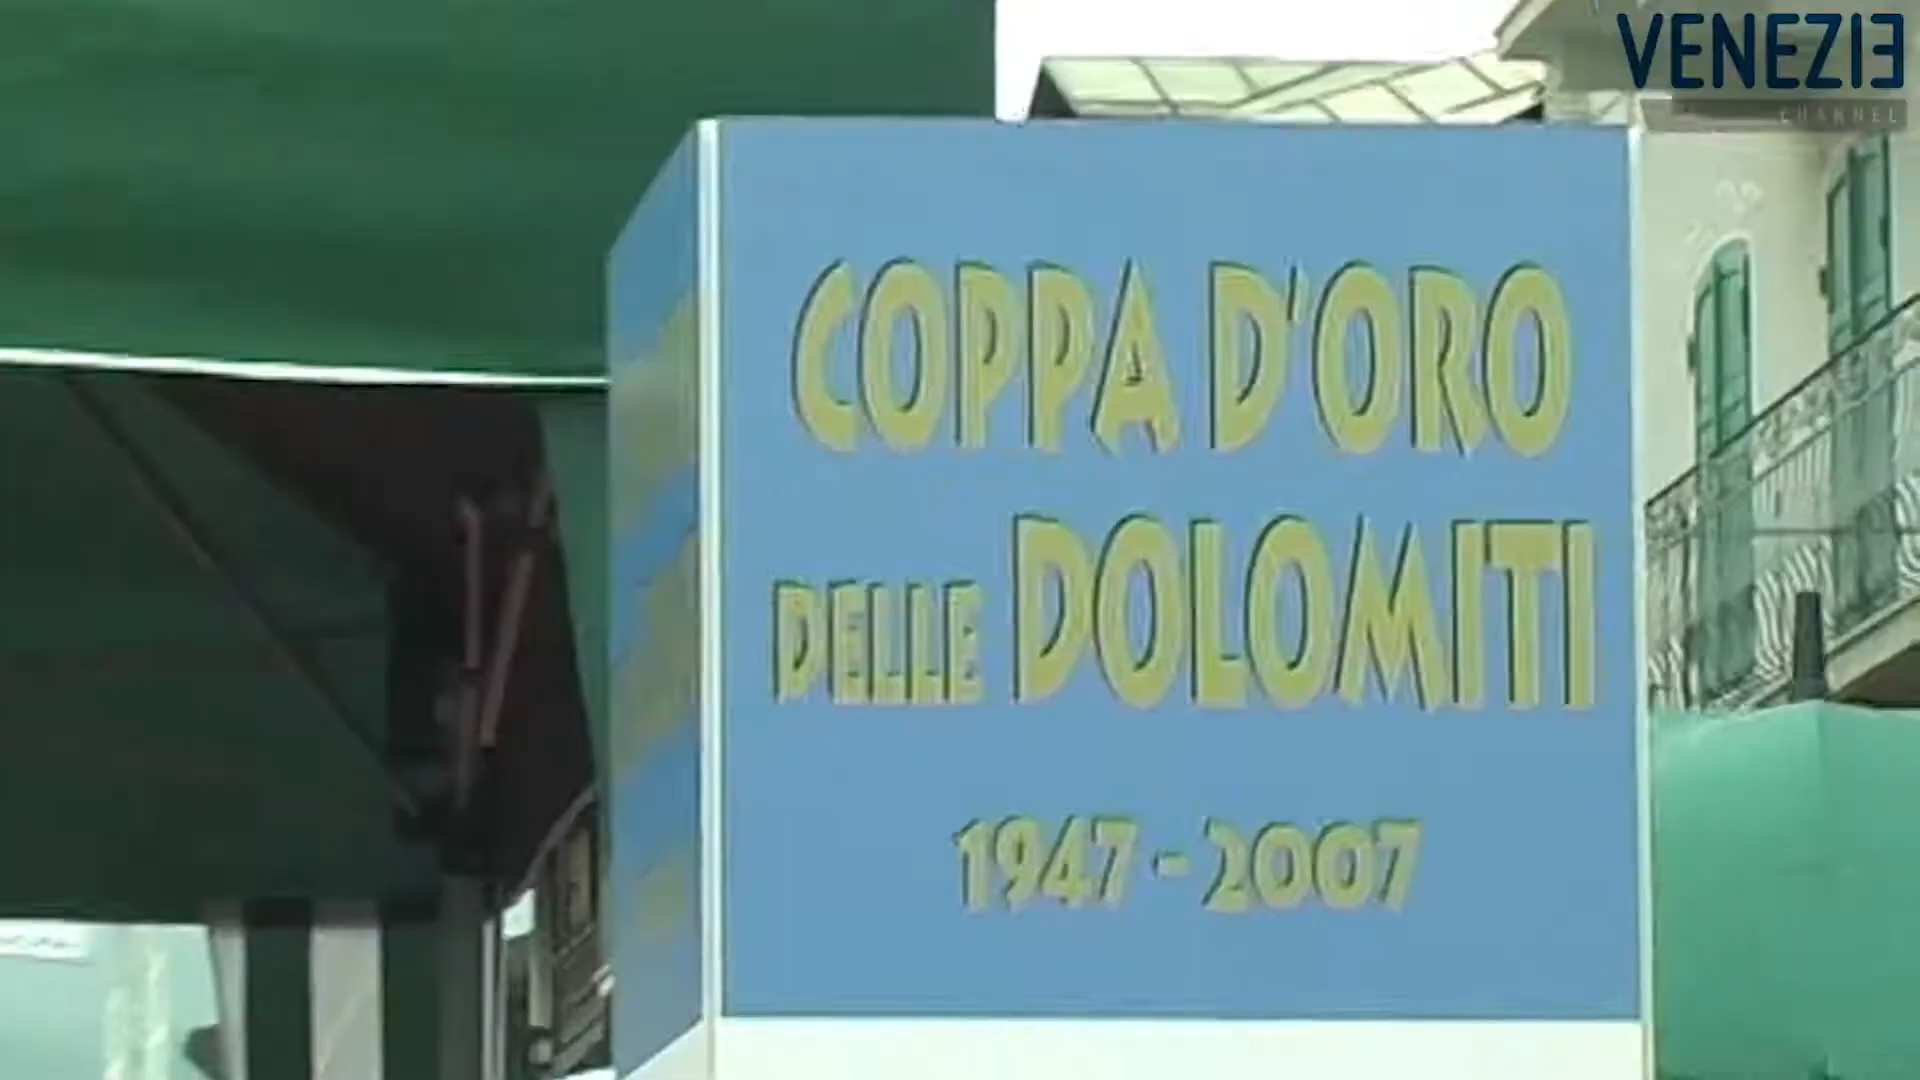 VENEZIE
CHANNEL
COPPA D'ORO
DELLE DOLOMITI
1947 - 2007